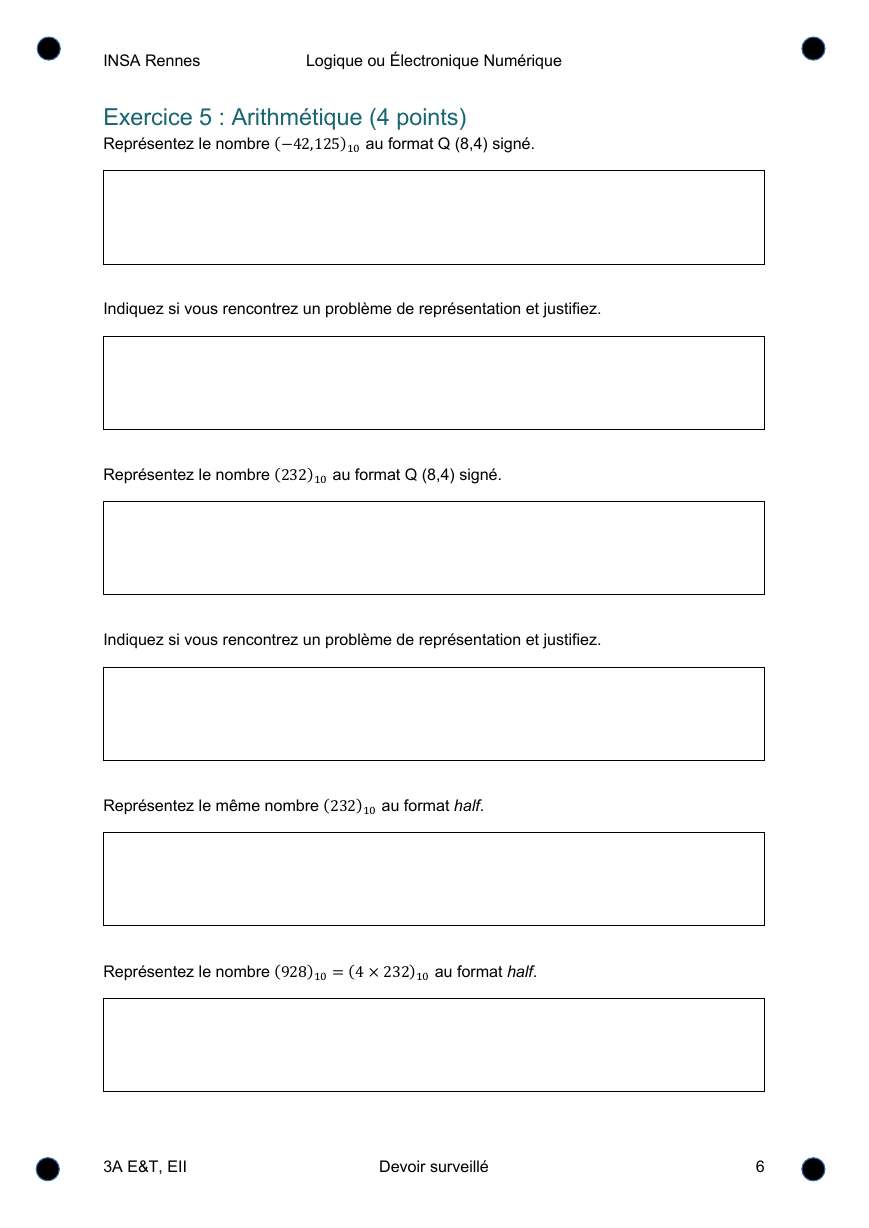 INSA Rennes Logique ou Électronique Numérique
Exercice 5 : Arithmétique (4 points)
Représentez le nombre (−42,125)₁₀ au format Q (8,4) signé.
Indiquez si vous rencontrez un problème de représentation et justifiez.
Représentez le nombre (232)₁₀ au format Q (8,4) signé.
Indiquez si vous rencontrez un problème de représentation et justifiez.
Représentez le même nombre (232)₁₀ au format half.
Représentez le nombre (928)₁₀ = (4 × 232)₁₀ au format half.
3A E&T, EII Devoir surveillé 6